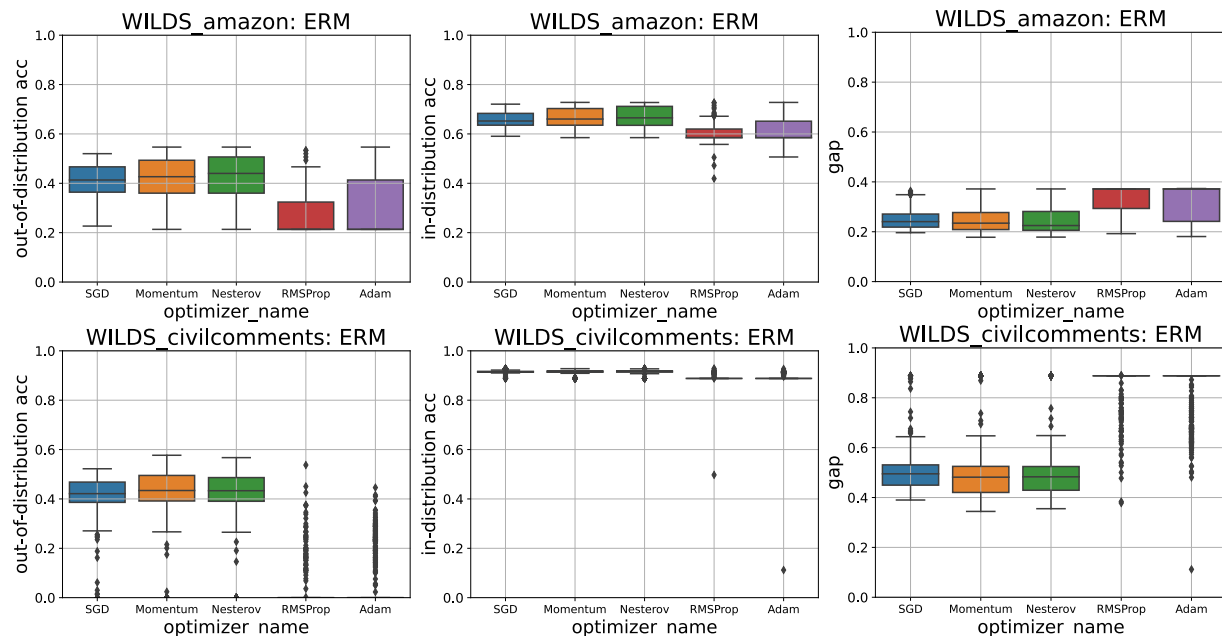 WILDS_amazon: ERM
out-of-distribution acc
1.0
0.8
0.6
0.4
0.2
0.0
SGD Momentum Nesterov RMSProp Adam
optimizer_name
WILDS_amazon: ERM
in-distribution acc
1.0
0.8
0.6
0.4
0.2
0.0
SGD Momentum Nesterov RMSProp Adam
optimizer_name
WILDS_amazon: ERM
gap
1.0
0.8
0.6
0.4
0.2
0.0
SGD Momentum Nesterov RMSProp Adam
optimizer_name
WILDS_civilcomments: ERM
out-of-distribution acc
1.0
0.8
0.6
0.4
0.2
0.0
SGD Momentum Nesterov RMSProp Adam
optimizer_name
WILDS_civilcomments: ERM
in-distribution acc
1.0
0.8
0.6
0.4
0.2
0.0
SGD Momentum Nesterov RMSProp Adam
optimizer_name
WILDS_civilcomments: ERM
gap
1.0
0.8
0.6
0.4
0.2
0.0
SGD Momentum Nesterov RMSProp Adam
optimizer_name